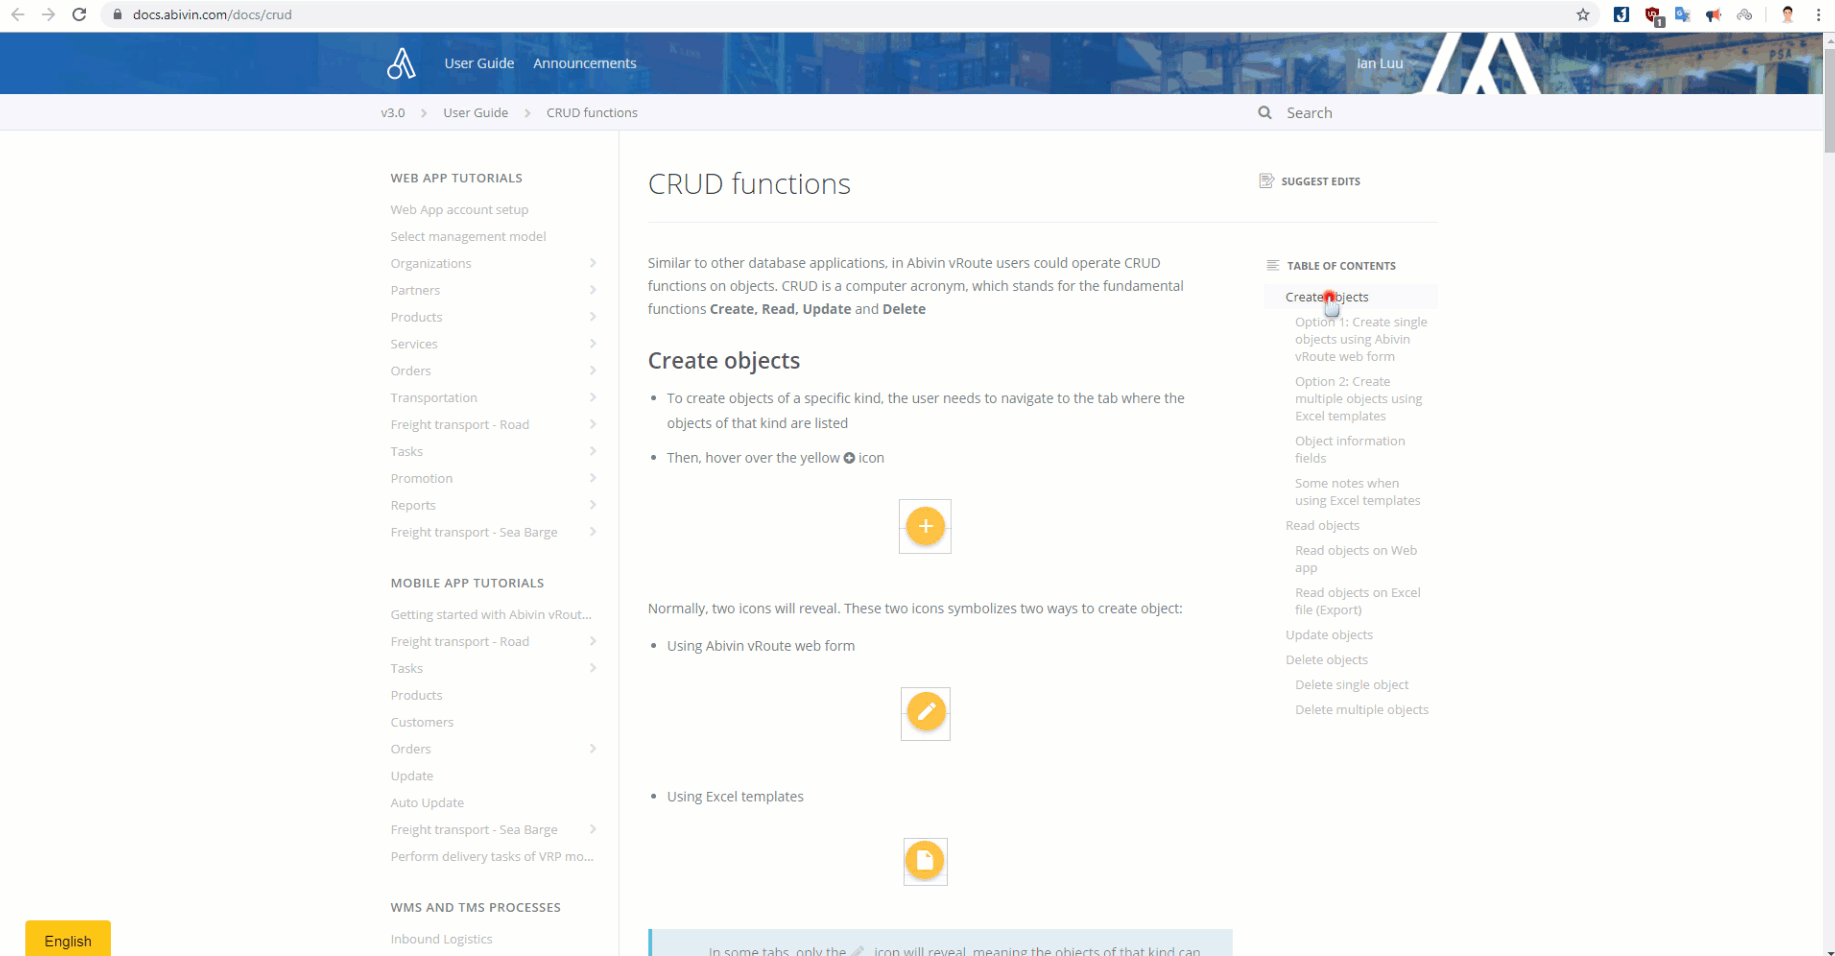 docs.abivin.com/docs/crud
1
User Guide
Announcements
Ian Luu
PSA
v3.0
User Guide
CRUD functions
Search
WEB APP TUTORIALS
Web App account setup
Select management model
Organizations
Partners
Products
Services
Orders
Transportation
Freight transport - Road
Tasks
Promotion
Reports
Freight transport - Sea Barge
MOBILE APP TUTORIALS
Getting started with Abivin vRout...
Freight transport - Road
Tasks
Products
Customers
Orders
Update
Auto Update
Freight transport - Sea Barge
Perform delivery tasks of VRP mo...
WMS AND TMS PROCESSES
Inbound Logistics
English
CRUD functions
Similar to other database applications, in Abivin vRoute users could operate CRUD
functions on objects. CRUD is a computer acronym, which stands for the fundamental
functions Create, Read, Update and Delete
Create objects
To create objects of a specific kind, the user needs to navigate to the tab where the
objects of that kind are listed
Then, hover over the yellow icon
Normally, two icons will reveal. These two icons symbolizes two ways to create object:
Using Abivin vRoute web form
Using Excel templates
In some tabs, only the icon will reveal, meaning the objects of that kind can
SUGGEST EDITS
TABLE OF CONTENTS
Create objects
Option 1: Create single
objects using Abivin
vRoute web form
Option 2: Create
multiple objects using
Excel templates
Object information
fields
Some notes when
using Excel templates
Read objects
Read objects on Web
app
Read objects on Excel
file (Export)
Update objects
Delete objects
Delete single object
Delete multiple objects